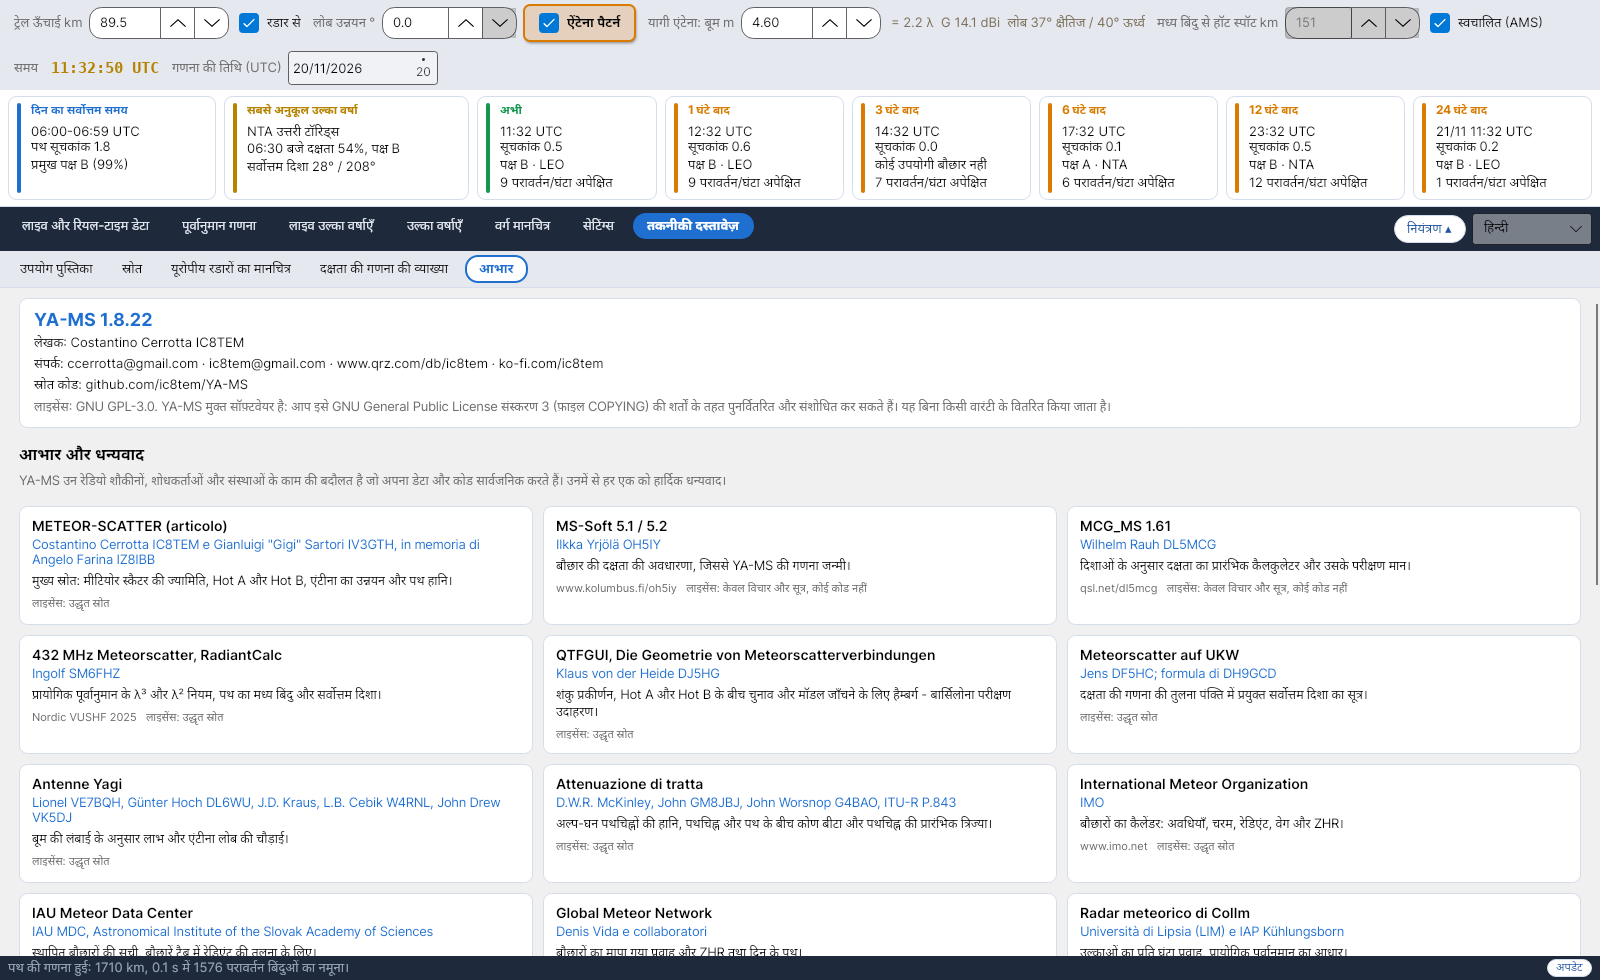 ट्रेल ऊँचाई km 89.5 रडार से लोब उन्नयन ° 0.0 ऐंटेना पैटर्न यागी एंटेना: बूम m 4.60 = 2.2 λ G 14.1 dBi लोब 37° क्षैतिज / 40° ऊर्ध्व मध्य बिंदु से हॉट स्पॉट km 151 स्वचालित (AMS)
समय 11:32:50 UTC गणना की तिथि (UTC) 20/11/2026 20
दिन का सर्वोत्तम समय
06:00-06:59 UTC
पथ सूचकांक 1.8
प्रमुख पक्ष B (99%)
सबसे अनुकूल उल्का वर्षा
NTA उत्तरी टॉरिड्स
06:30 बजे दक्षता 54%, पक्ष B
सर्वोत्तम दिशा 28° / 208°
अभी
11:32 UTC
सूचकांक 0.5
पक्ष B · LEO
9 परावर्तन/घंटा अपेक्षित
1 घंटे बाद
12:32 UTC
सूचकांक 0.6
पक्ष B · LEO
9 परावर्तन/घंटा अपेक्षित
3 घंटे बाद
14:32 UTC
सूचकांक 0.0
कोई उपयोगी बौछार नही
7 परावर्तन/घंटा अपेक्षित
6 घंटे बाद
17:32 UTC
सूचकांक 0.1
पक्ष A · NTA
6 परावर्तन/घंटा अपेक्षित
12 घंटे बाद
23:32 UTC
सूचकांक 0.5
पक्ष B · NTA
12 परावर्तन/घंटा अपेक्षित
24 घंटे बाद
21/11 11:32 UTC
सूचकांक 0.2
पक्ष B · LEO
1 परावर्तन/घंटा अपेक्षित
लाइव और रियल-टाइम डेटा पूर्वानुमान गणना लाइव उल्का वर्षाएँ उल्का वर्षाएँ वर्ग मानचित्र सेटिंग्स तकनीकी दस्तावेज़ नियंत्रण ▴ हिन्दी
उपयोग पुस्तिका स्रोत यूरोपीय रडारों का मानचित्र दक्षता की गणना की व्याख्या आभार
YA-MS 1.8.22
लेखक: Costantino Cerrotta IC8TEM
संपर्क: ccerrotta@gmail.com · ic8tem@gmail.com · www.qrz.com/db/ic8tem · ko-fi.com/ic8tem
स्रोत कोड: github.com/ic8tem/YA-MS
लाइसेंस: GNU GPL-3.0. YA-MS मुक्त सॉफ़्टवेयर है: आप इसे GNU General Public License संस्करण 3 (फ़ाइल COPYING) की शर्तों के तहत पुनर्वितरित और संशोधित कर सकते हैं। यह बिना किसी वारंटी के वितरित किया जाता है।
आभार और धन्यवाद
YA-MS उन रेडियो शौकीनों, शोधकर्ताओं और संस्थाओं के काम की बदौलत है जो अपना डेटा और कोड सार्वजनिक करते हैं। उनमें से हर एक को हार्दिक धन्यवाद।
METEOR-SCATTER (articolo)
Costantino Cerrotta IC8TEM e Gianluigi "Gigi" Sartori IV3GTH, in memoria di
Angelo Farina IZ8IBB
मुख्य स्रोत: मीटियोर स्कैटर की ज्यामिति, Hot A और Hot B, एंटीना का उन्नयन और पथ हानि।
लाइसेंस: उद्धृत स्रोत
MS-Soft 5.1 / 5.2
Ilkka Yrjölä OH5IY
बौछार की दक्षता की अवधारणा, जिससे YA-MS की गणना जन्मी।
www.kolumbus.fi/oh5iy लाइसेंस: केवल विचार और सूत्र, कोई कोड नहीं
MCG_MS 1.61
Wilhelm Rauh DL5MCG
दिशाओं के अनुसार दक्षता का प्रारंभिक कैलकुलेटर और उसके परीक्षण मान।
qsl.net/dl5mcg लाइसेंस: केवल विचार और सूत्र, कोई कोड नहीं
432 MHz Meteorscatter, RadiantCalc
Ingolf SM6FHZ
प्रायोगिक पूर्वानुमान के λ³ और λ² नियम, पथ का मध्य बिंदु और सर्वोत्तम दिशा।
Nordic VUSHF 2025 लाइसेंस: उद्धृत स्रोत
QTFGUI, Die Geometrie von Meteorscatterverbindungen
Klaus von der Heide DJ5HG
शंकु प्रकीर्णन, Hot A और Hot B के बीच चुनाव और मॉडल जाँचने के लिए हैम्बर्ग - बार्सिलोना परीक्षण
उदाहरण।
लाइसेंस: उद्धृत स्रोत
Meteorscatter auf UKW
Jens DF5HC; formula di DH9GCD
दक्षता की गणना की तुलना पंक्ति में प्रयुक्त सर्वोत्तम दिशा का सूत्र।
लाइसेंस: उद्धृत स्रोत
Antenne Yagi
Lionel VE7BQH, Günter Hoch DL6WU, J.D. Kraus, L.B. Cebik W4RNL, John Drew
VK5DJ
बूम की लंबाई के अनुसार लाभ और एंटीना लोब की चौड़ाई।
लाइसेंस: उद्धृत स्रोत
Attenuazione di tratta
D.W.R. McKinley, John GM8JBJ, John Worsnop G4BAO, ITU-R P.843
अल्प-घन पथचिह्नों की हानि, पथचिह्न और पथ के बीच कोण बीटा और पथचिह्न की प्रारंभिक त्रिज्या।
लाइसेंस: उद्धृत स्रोत
International Meteor Organization
IMO
बौछारों का कैलेंडर: अवधियाँ, चरम, रेडिएंट, वेग और ZHR।
www.imo.net लाइसेंस: उद्धृत स्रोत
IAU Meteor Data Center
IAU MDC, Astronomical Institute of the Slovak Academy of Sciences
स्थापित बौछारों की सूची, बौछारें टैब में रेडिएंट की तुलना के लिए।
Global Meteor Network
Denis Vida e collaboratori
बौछारों का मापा गया प्रवाह और ZHR तथा दिन के पथ।
Radar meteorico di Collm
Università di Lipsia (LIM) e IAP Kühlungsborn
उल्काओं का प्रति घंटा प्रवाह, प्रायोगिक पूर्वानुमान का आधार।
पथ की गणना हुई: 1710 km, 0.1 s में 1576 परावर्तन बिंदुओं का नमूना। अपडेट